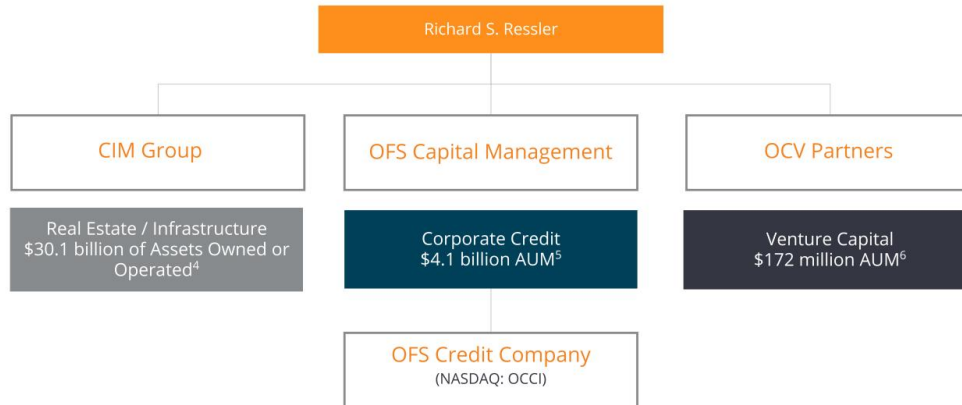 Richard S. Ressler
CIM Group
OFS Capital Management
OCV Partners
Real Estate / Infrastructure
$30.1 billion of Assets Owned or
Operated⁴
Corporate Credit
$4.1 billion AUM⁵
Venture Capital
$172 million AUM⁶
OFS Credit Company
(NASDAQ: OCCI)